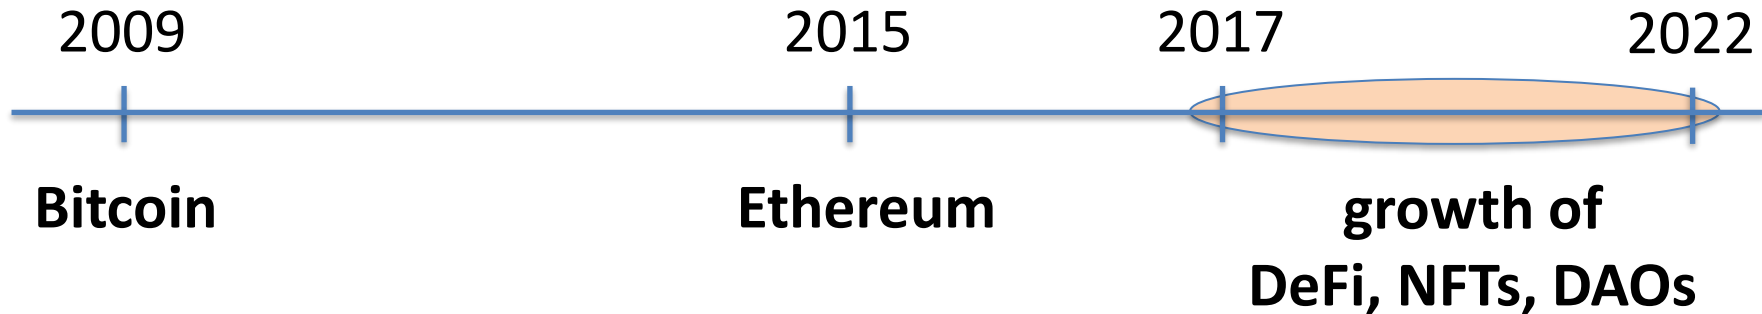 2009 2015 2017 2022
Bitcoin Ethereum growth of
DeFi, NFTs, DAOs